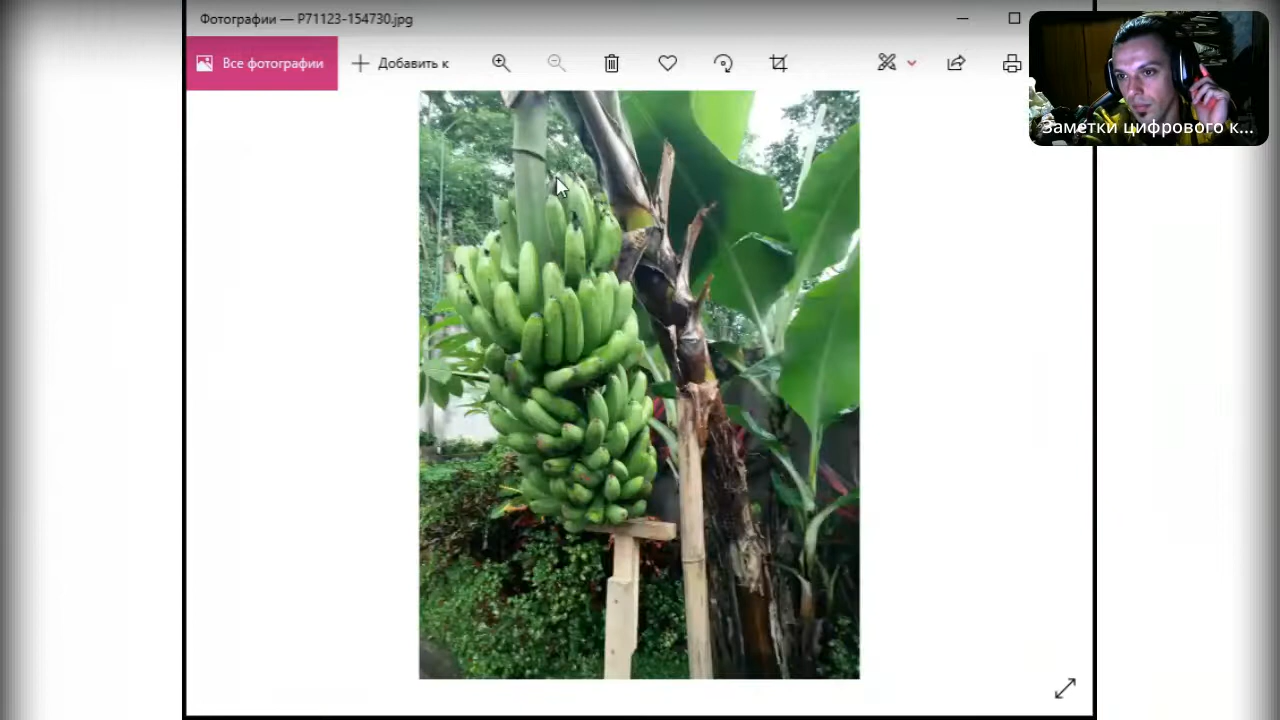 Фотографии — P71123-154730.jpg
Все фотографии
Добавить к
Заметки цифрового к...